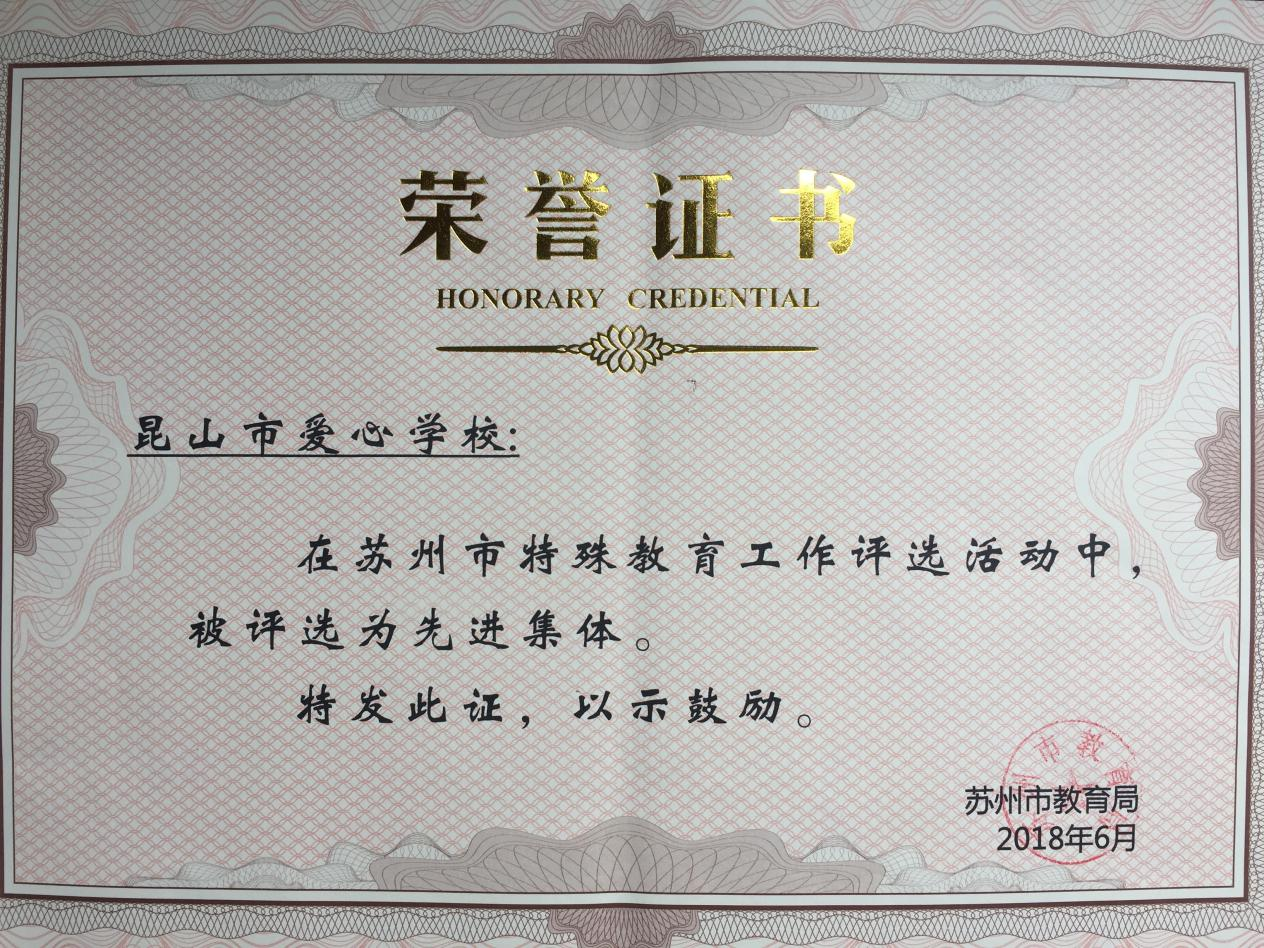 荣誉证书
HONORARY CREDENTIAL
昆山市爱心学校:
在苏州市特殊教育工作评选活动中，
被评选为先进集体。
特发此证，以示鼓励。
苏州市教育局
2018年6月